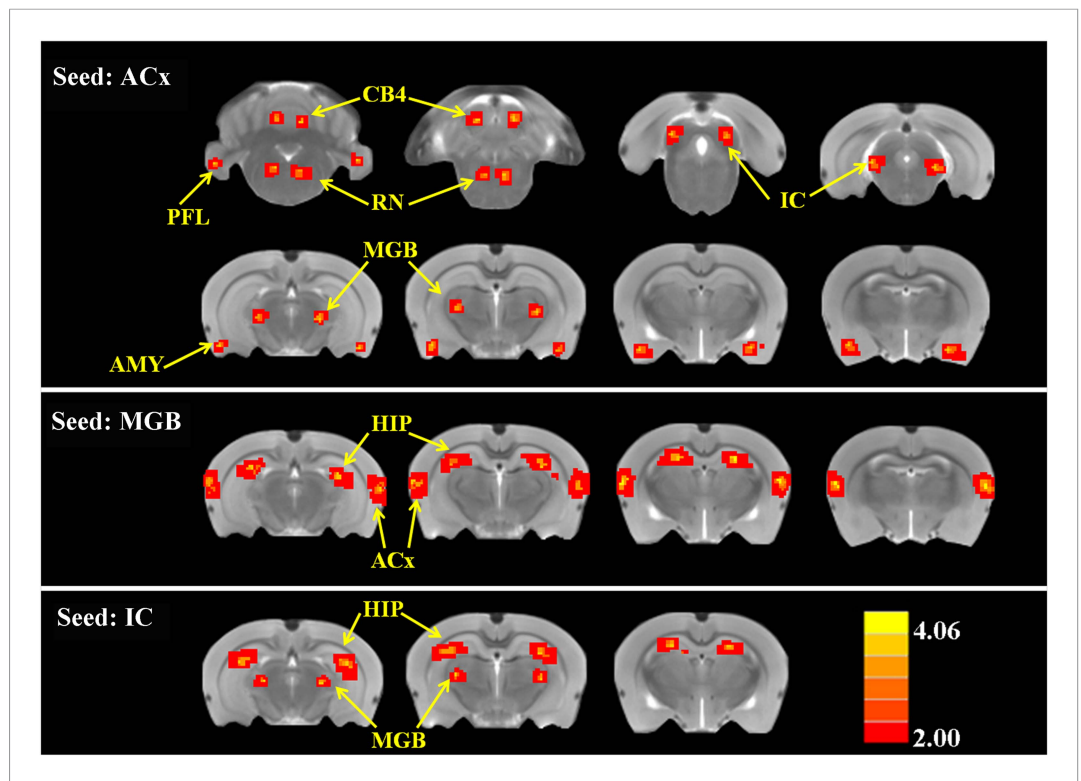 Seed: ACx
CB4
PFL
RN
IC
MGB
AMY
Seed: MGB
HIP
ACx
Seed: IC
HIP
MGB
4.06
2.00